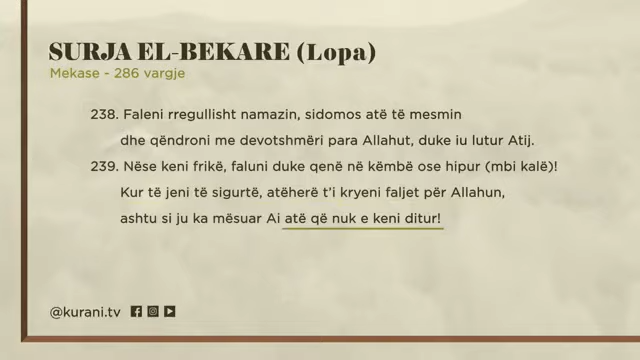 SURJA EL-BEKARE (Lopa)
Mekase - 286 vargje
238. Faleni rregullisht namazin, sidomos atë të mesmin
dhe qëndroni me devotshmëri para Allahut, duke iu lutur Atij.
239. Nëse keni frikë, faluni duke qenë në këmbë ose hipur (mbi kalë)!
Kur të jeni të sigurtë, atëherë t'i kryeni faljet për Allahun,
ashtu si ju ka mësuar Ai atë që nuk e keni ditur!
@kurani.tv